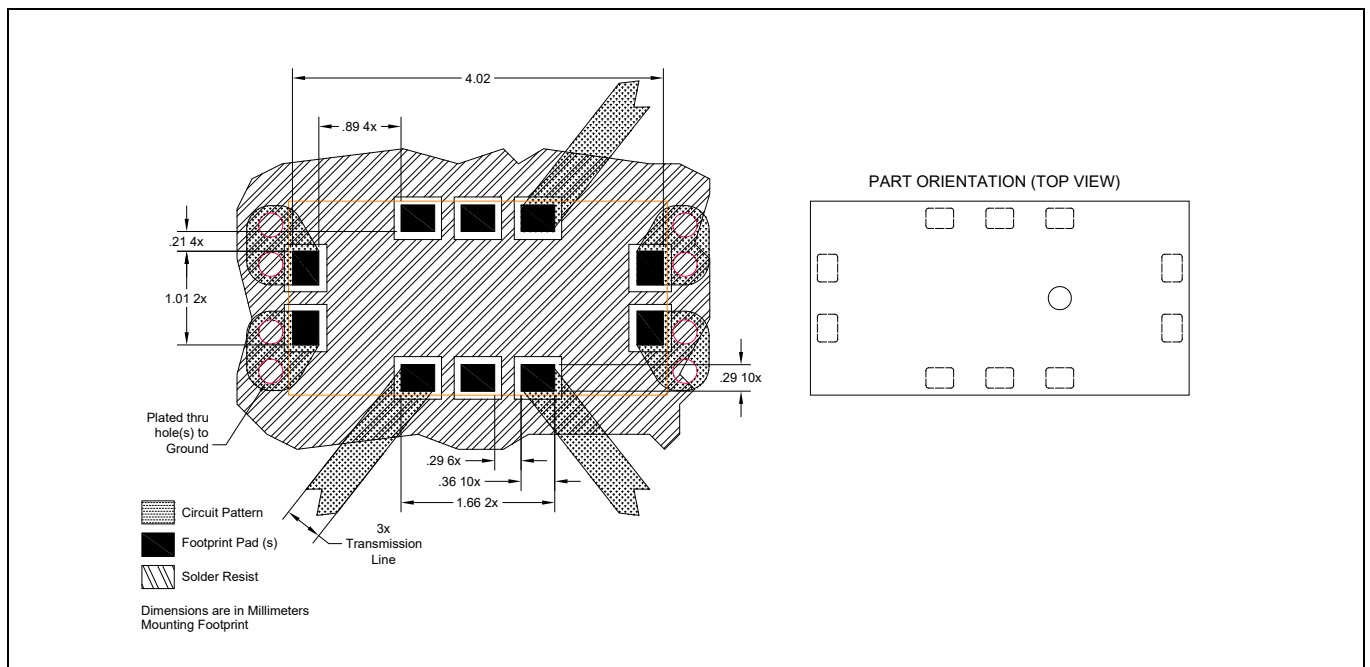 4.02
.89 4x
PART ORIENTATION (TOP VIEW)
.21 4x
1.01 2x
.29 10x
Plated thru
hole(s) to
Ground
.29 6x
.36 10x
1.66 2x
3x
Transmission
Line
Circuit Pattern
Footprint Pad (s)
Solder Resist
Dimensions are in Millimeters
Mounting Footprint